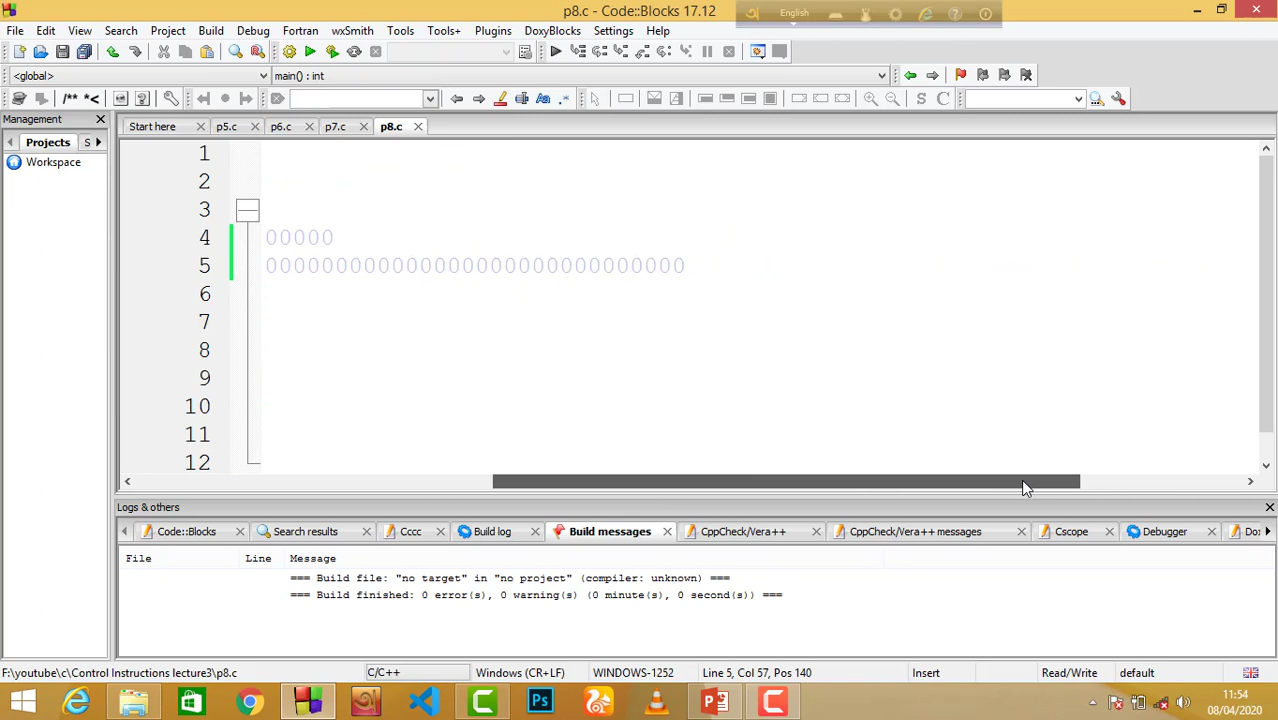 p8.c - Code::Blocks 17.12
English
File Edit View Search Project Build Debug Fortran wxSmith Tools Tools+ Plugins DoxyBlocks Settings Help
<global> main() : int
/** *<
S C
Management
Start here p5.c p6.c p7.c p8.c
Projects S
Workspace
1
2
3
4 00000
5 000000000000000000000000000000
6
7
8
9
10
11
12
Logs & others
Code::Blocks Search results Cccc Build log Build messages CppCheck/Vera++ CppCheck/Vera++ messages Cscope Debugger Do
File Line Message
=== Build file: "no target" in "no project" (compiler: unknown) ===
=== Build finished: 0 error(s), 0 warning(s) (0 minute(s), 0 second(s)) ===
F:\youtube\c\Control Instructions lecture3\p8.c C/C++ Windows (CR+LF) WINDOWS-1252 Line 5, Col 57, Pos 140 Insert Read/Write default
11:54
08/04/2020